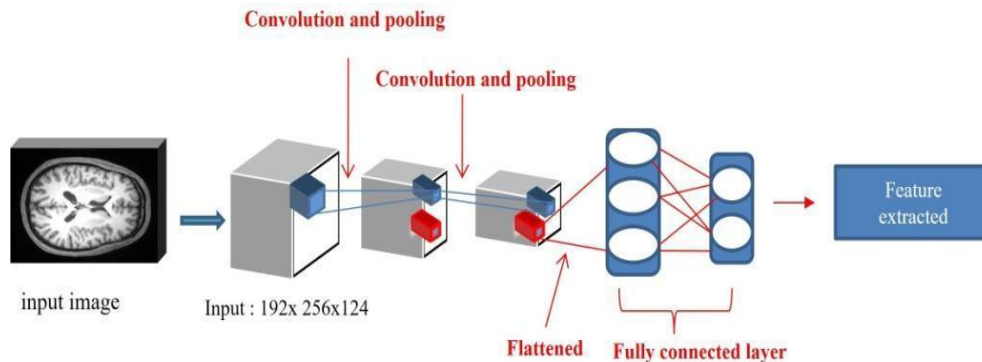 Convolution and pooling
Convolution and pooling
Feature
extracted
input image
Input : 192x 256x124
Flattened
Fully connected layer